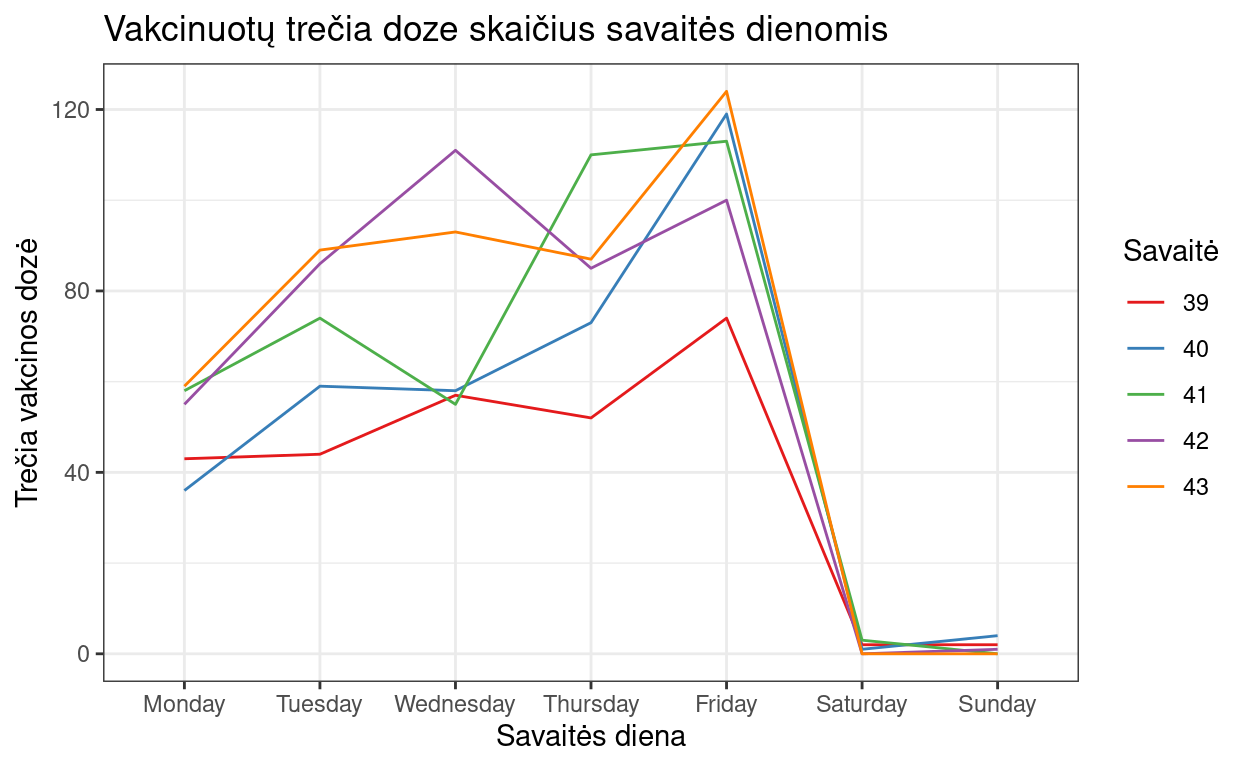 Vakcinuotų trečia doze skaičius savaitės dienomis
Trečia vakcinos dozė
120
80
40
0
Monday Tuesday Wednesday Thursday Friday Saturday Sunday
Savaitės diena
Savaitė
39
40
41
42
43